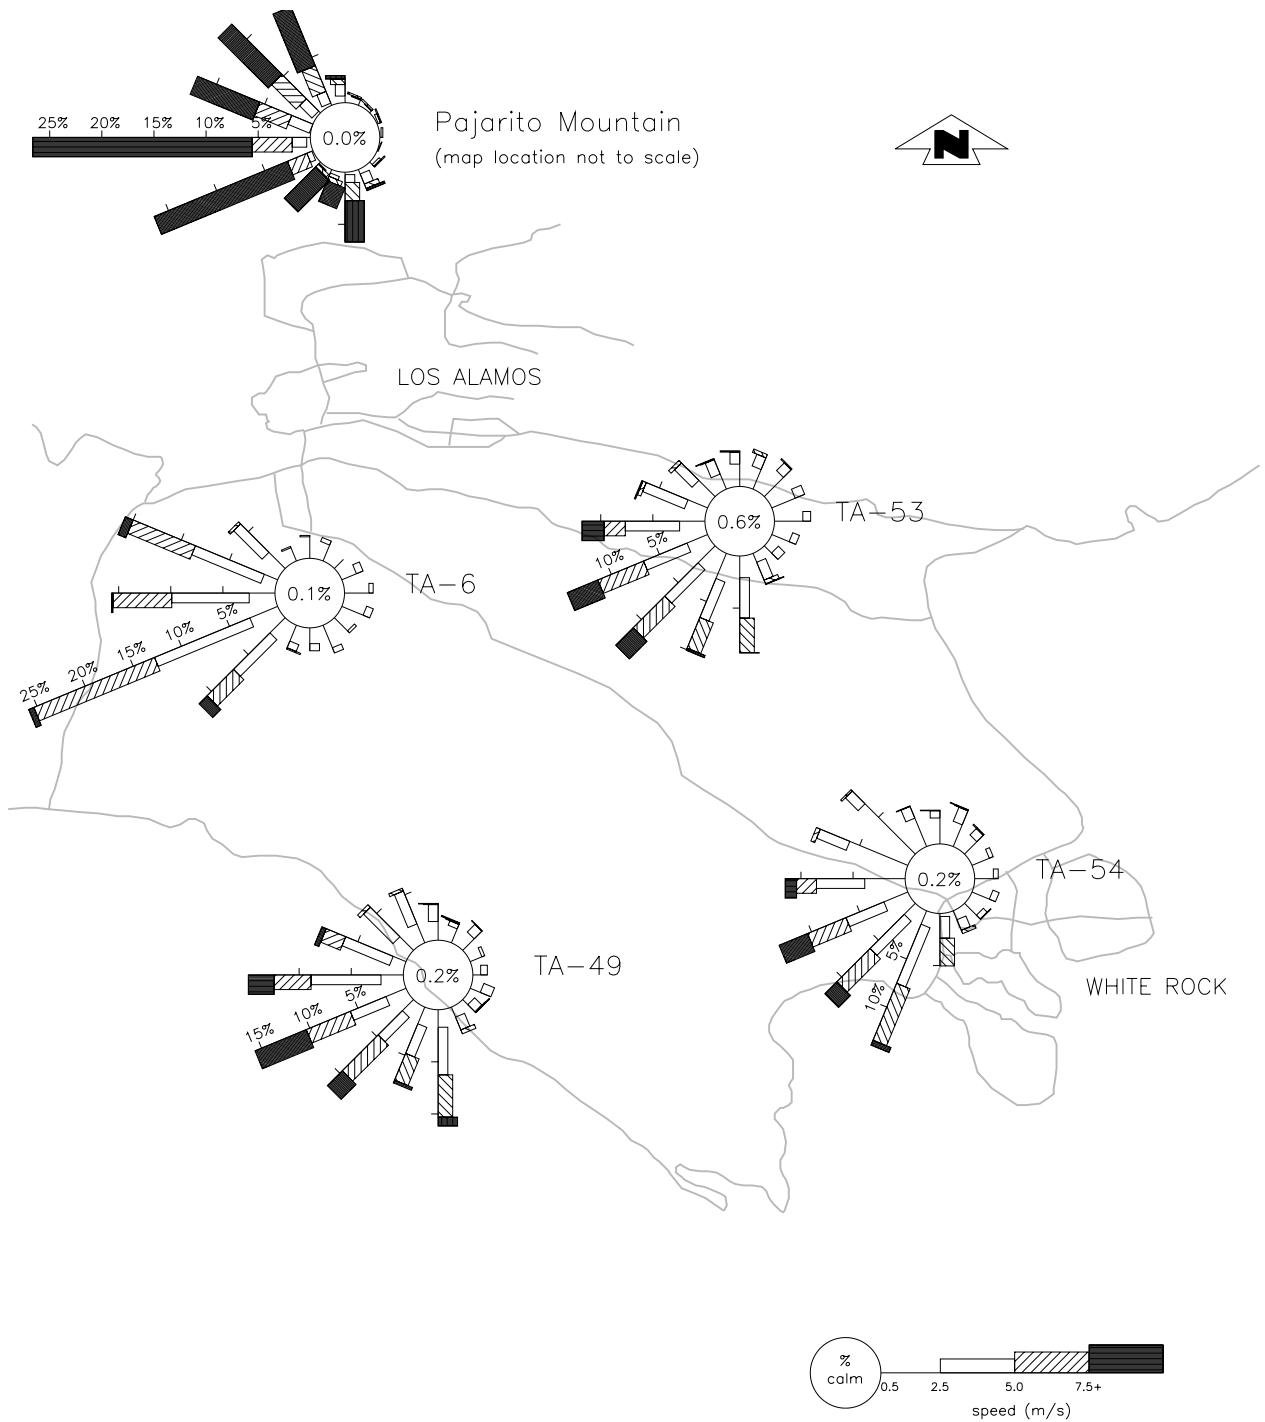 25% 20% 15% 10% 5%
0.0%
Pajarito Mountain
(map location not to scale)
N
LOS ALAMOS
0.6%
TA-53
5%
10%
0.1%
TA-6
5%
10%
15%
20%
25%
0.2%
TA-54
5%
10%
WHITE ROCK
0.2%
TA-49
5%
10%
15%
%
calm
0.5 2.5 5.0 7.5+
speed (m/s)